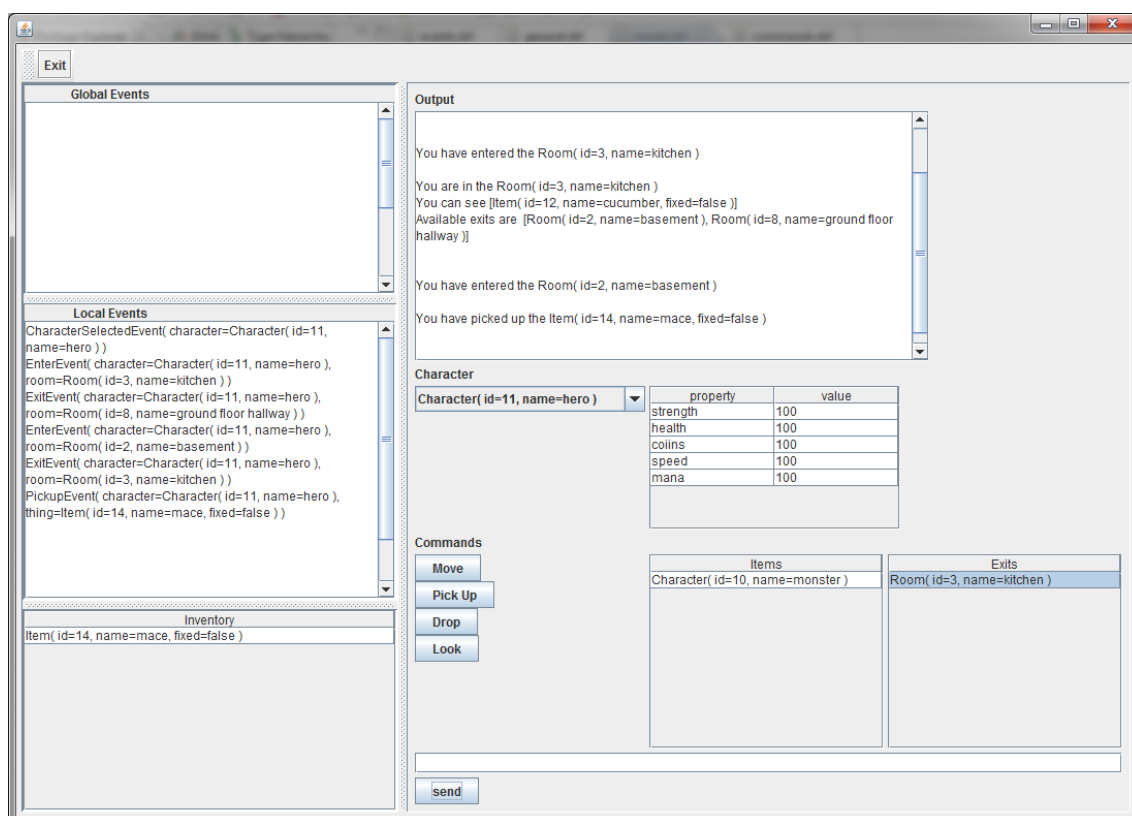 Exit
Global Events
Local Events
CharacterSelectedEvent( character=Character( id=11,
name=hero ) )
EnterEvent( character=Character( id=11, name=hero ),
room=Room( id=3, name=kitchen ) )
ExitEvent( character=Character( id=11, name=hero ),
room=Room( id=8, name=ground floor hallway ) )
EnterEvent( character=Character( id=11, name=hero ),
room=Room( id=2, name=basement ) )
ExitEvent( character=Character( id=11, name=hero ),
room=Room( id=3, name=kitchen ) )
PickupEvent( character=Character( id=11, name=hero ),
thing=Item( id=14, name=mace, fixed=false ) )
Inventory
Item( id=14, name=mace, fixed=false )
Output
You have entered the Room( id=3, name=kitchen )
You are in the Room( id=3, name=kitchen )
You can see [Item( id=12, name=cucumber, fixed=false )]
Available exits are  [Room( id=2, name=basement ), Room( id=8, name=ground floor
hallway )]
You have entered the Room( id=2, name=basement )
You have picked up the Item( id=14, name=mace, fixed=false )
Character
Character( id=11, name=hero )
property value
strength 100
health 100
coiins 100
speed 100
mana 100
Commands
Move
Pick Up
Drop
Look
Items
Character( id=10, name=monster )
Exits
Room( id=3, name=kitchen )
send